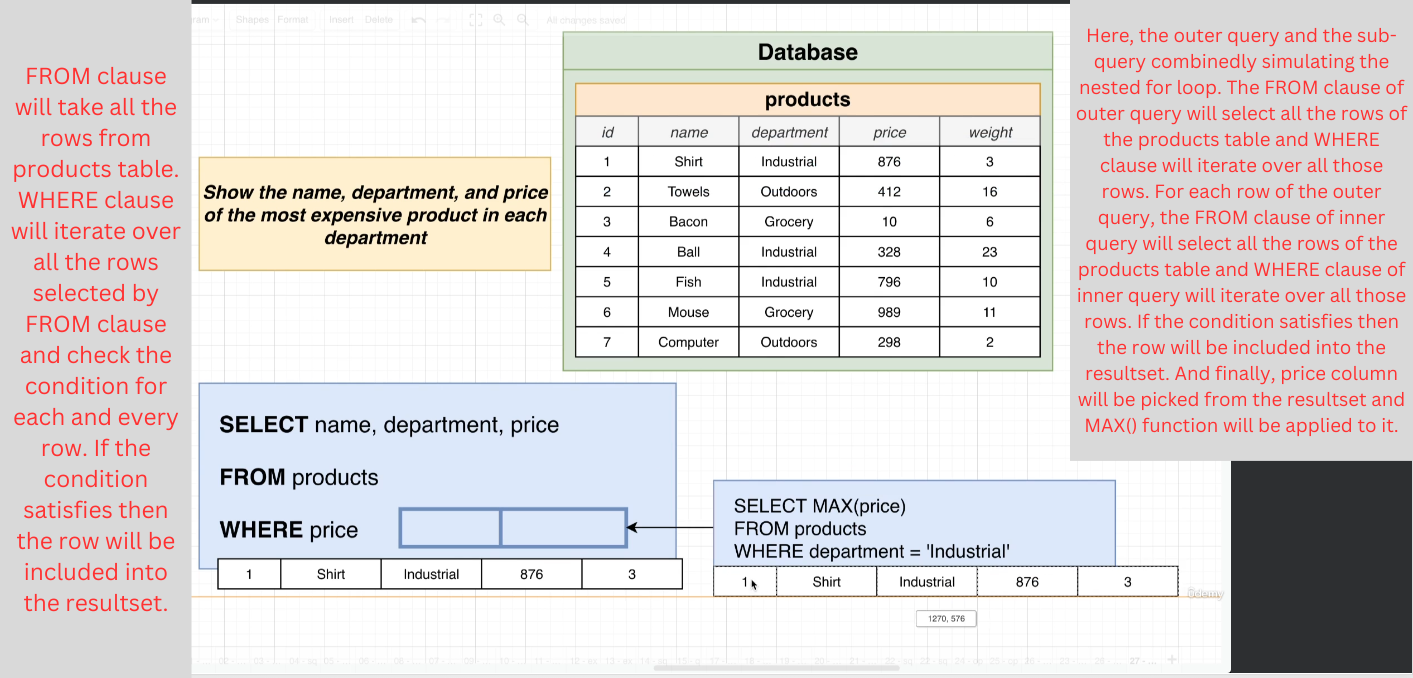 Shapes Format Insert Delete All changes saved
FROM clause
will take all the
rows from
products table.
WHERE clause
will iterate over
all the rows
selected by
FROM clause
and check the
condition for
each and every
row. If the
condition
satisfies then
the row will be
included into
the resultset.
Show the name, department, and price
of the most expensive product in each
department
Database
products
id name department price weight
1 Shirt Industrial 876 3
2 Towels Outdoors 412 16
3 Bacon Grocery 10 6
4 Ball Industrial 328 23
5 Fish Industrial 796 10
6 Mouse Grocery 989 11
7 Computer Outdoors 298 2
Here, the outer query and the sub-
query combinedly simulating the
nested for loop. The FROM clause of
outer query will select all the rows of
the products table and WHERE
clause will iterate over all those
rows. For each row of the outer
query, the FROM clause of inner
query will select all the rows of the
products table and WHERE clause of
inner query will iterate over all those
rows. If the condition satisfies then
the row will be included into the
resultset. And finally, price column
will be picked from the resultset and
MAX() function will be applied to it.
SELECT name, department, price
FROM products
WHERE price
1 Shirt Industrial 876 3
SELECT MAX(price)
FROM products
WHERE department = 'Industrial'
1 Shirt Industrial 876 3
1270, 576
Udemy